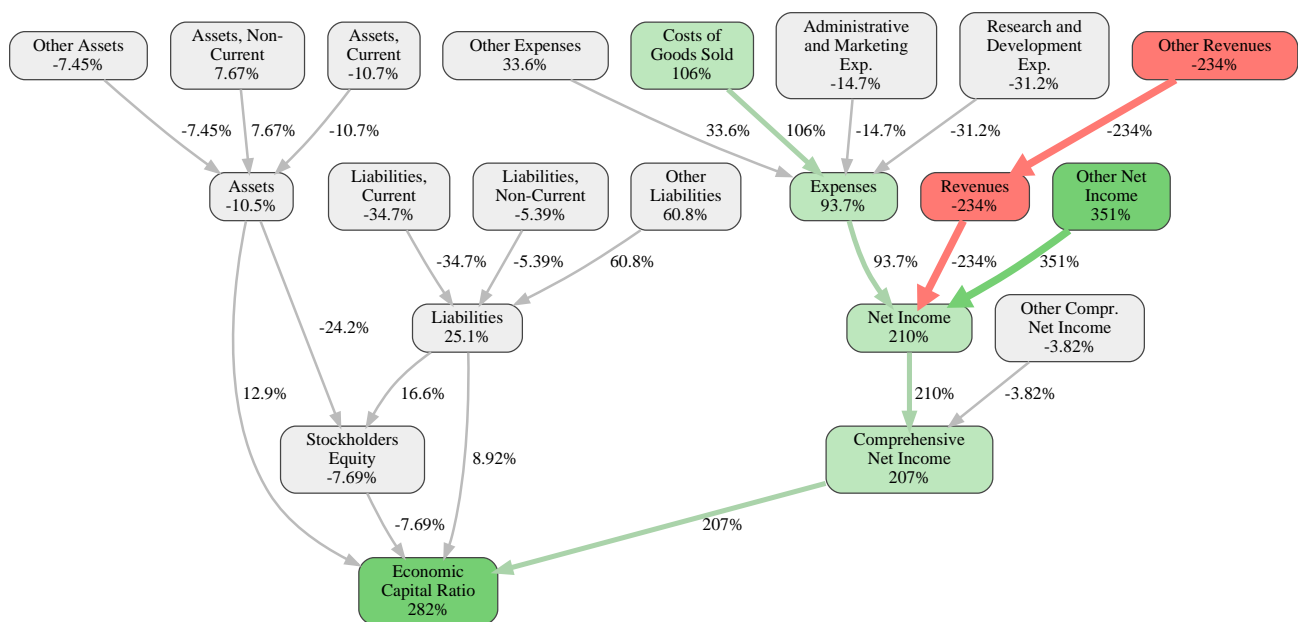 Other Assets
-7.45%
Assets, Non-
Current
7.67%
Assets,
Current
-10.7%
Other Expenses
33.6%
Costs of
Goods Sold
106%
Administrative
and Marketing
Exp.
-14.7%
Research and
Development
Exp.
-31.2%
Other Revenues
-234%
-7.45%
7.67%
-10.7%
33.6%
106%
-14.7%
-31.2%
-234%
Assets
-10.5%
Liabilities,
Current
-34.7%
Liabilities,
Non-Current
-5.39%
Other
Liabilities
60.8%
Expenses
93.7%
Revenues
-234%
Other Net
Income
351%
-34.7%
-5.39%
60.8%
93.7%
-234%
351%
-24.2%
Liabilities
25.1%
Net Income
210%
Other Compr.
Net Income
-3.82%
12.9%
16.6%
210%
-3.82%
Stockholders
Equity
-7.69%
8.92%
Comprehensive
Net Income
207%
-7.69%
207%
Economic
Capital Ratio
282%